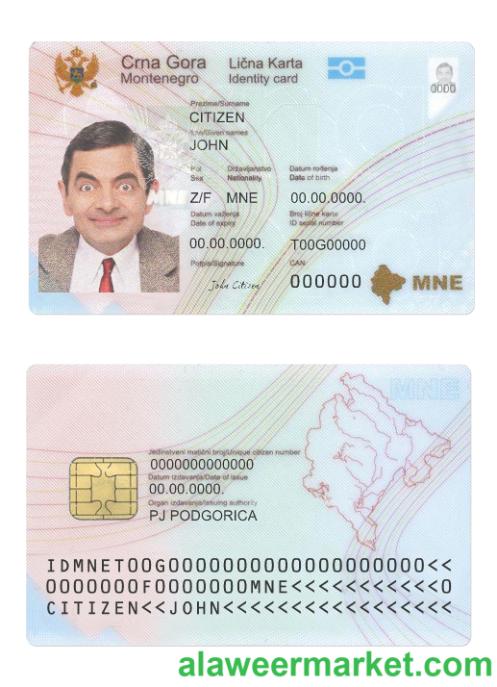 Crna Gora Lična Karta
Montenegro Identity card
0000
Prezime/Surname
CITIZEN
Ime/Given names
JOHN
Pol Državljanstvo Datum rođenja
Sex Nationality Date of birth
Z/F MNE 00.00.0000.
Datum važenja Broj lične karte
Date of expiry ID serial number
00.00.0000. T00G00000
Potpis/Signature CAN
John Citizen 000000 MNE
MNE
MNE
Jedinstveni matični broj/Unique citizen number
0000000000000
Datum izdavanja/Date of issue
00.00.0000.
Organ izdavanja/Issuing authority
PJ PODGORICA
IDMNET00G0000000000000000000<<
0000000F0000000MNE<<<<<<<<<<<0
CITIZEN<<JOHN<<<<<<<<<<<<<<<<<
alaweermarket.com